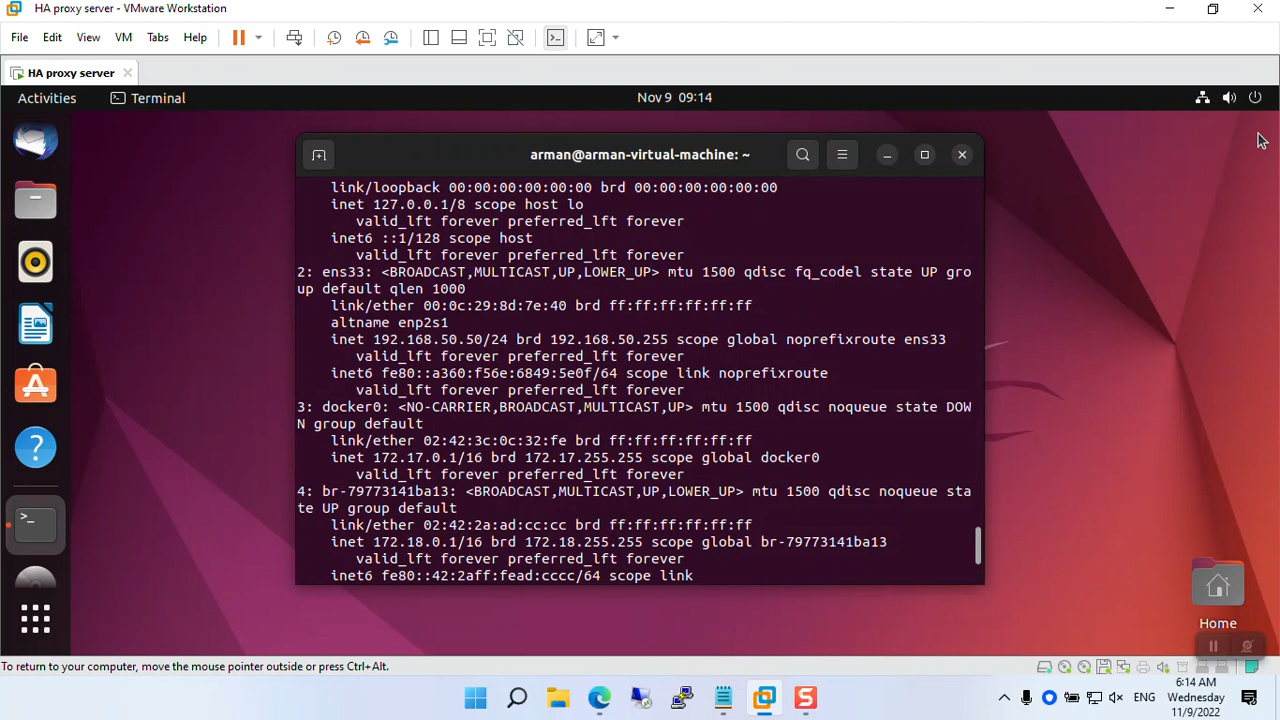 HA proxy server - VMware Workstation
File Edit View VM Tabs Help
HA proxy server
Activities Terminal Nov 9 09:14
arman@arman-virtual-machine: ~
link/loopback 00:00:00:00:00:00 brd 00:00:00:00:00:00
inet 127.0.0.1/8 scope host lo
valid_lft forever preferred_lft forever
inet6 ::1/128 scope host
valid_lft forever preferred_lft forever
2: ens33: <BROADCAST,MULTICAST,UP,LOWER_UP> mtu 1500 qdisc fq_codel state UP gro
up default qlen 1000
link/ether 00:0c:29:8d:7e:40 brd ff:ff:ff:ff:ff:ff
altname enp2s1
inet 192.168.50.50/24 brd 192.168.50.255 scope global noprefixroute ens33
valid_lft forever preferred_lft forever
inet6 fe80::a360:f56e:6849:5e0f/64 scope link noprefixroute
valid_lft forever preferred_lft forever
3: docker0: <NO-CARRIER,BROADCAST,MULTICAST,UP> mtu 1500 qdisc noqueue state DOW
N group default
link/ether 02:42:3c:0c:32:fe brd ff:ff:ff:ff:ff:ff
inet 172.17.0.1/16 brd 172.17.255.255 scope global docker0
valid_lft forever preferred_lft forever
4: br-79773141ba13: <BROADCAST,MULTICAST,UP,LOWER_UP> mtu 1500 qdisc noqueue sta
te UP group default
link/ether 02:42:2a:ad:cc:cc brd ff:ff:ff:ff:ff:ff
inet 172.18.0.1/16 brd 172.18.255.255 scope global br-79773141ba13
valid_lft forever preferred_lft forever
inet6 fe80::42:2aff:fead:cccc/64 scope link
Home
To return to your computer, move the mouse pointer outside or press Ctrl+Alt.
ENG
6:14 AM
Wednesday
11/9/2022